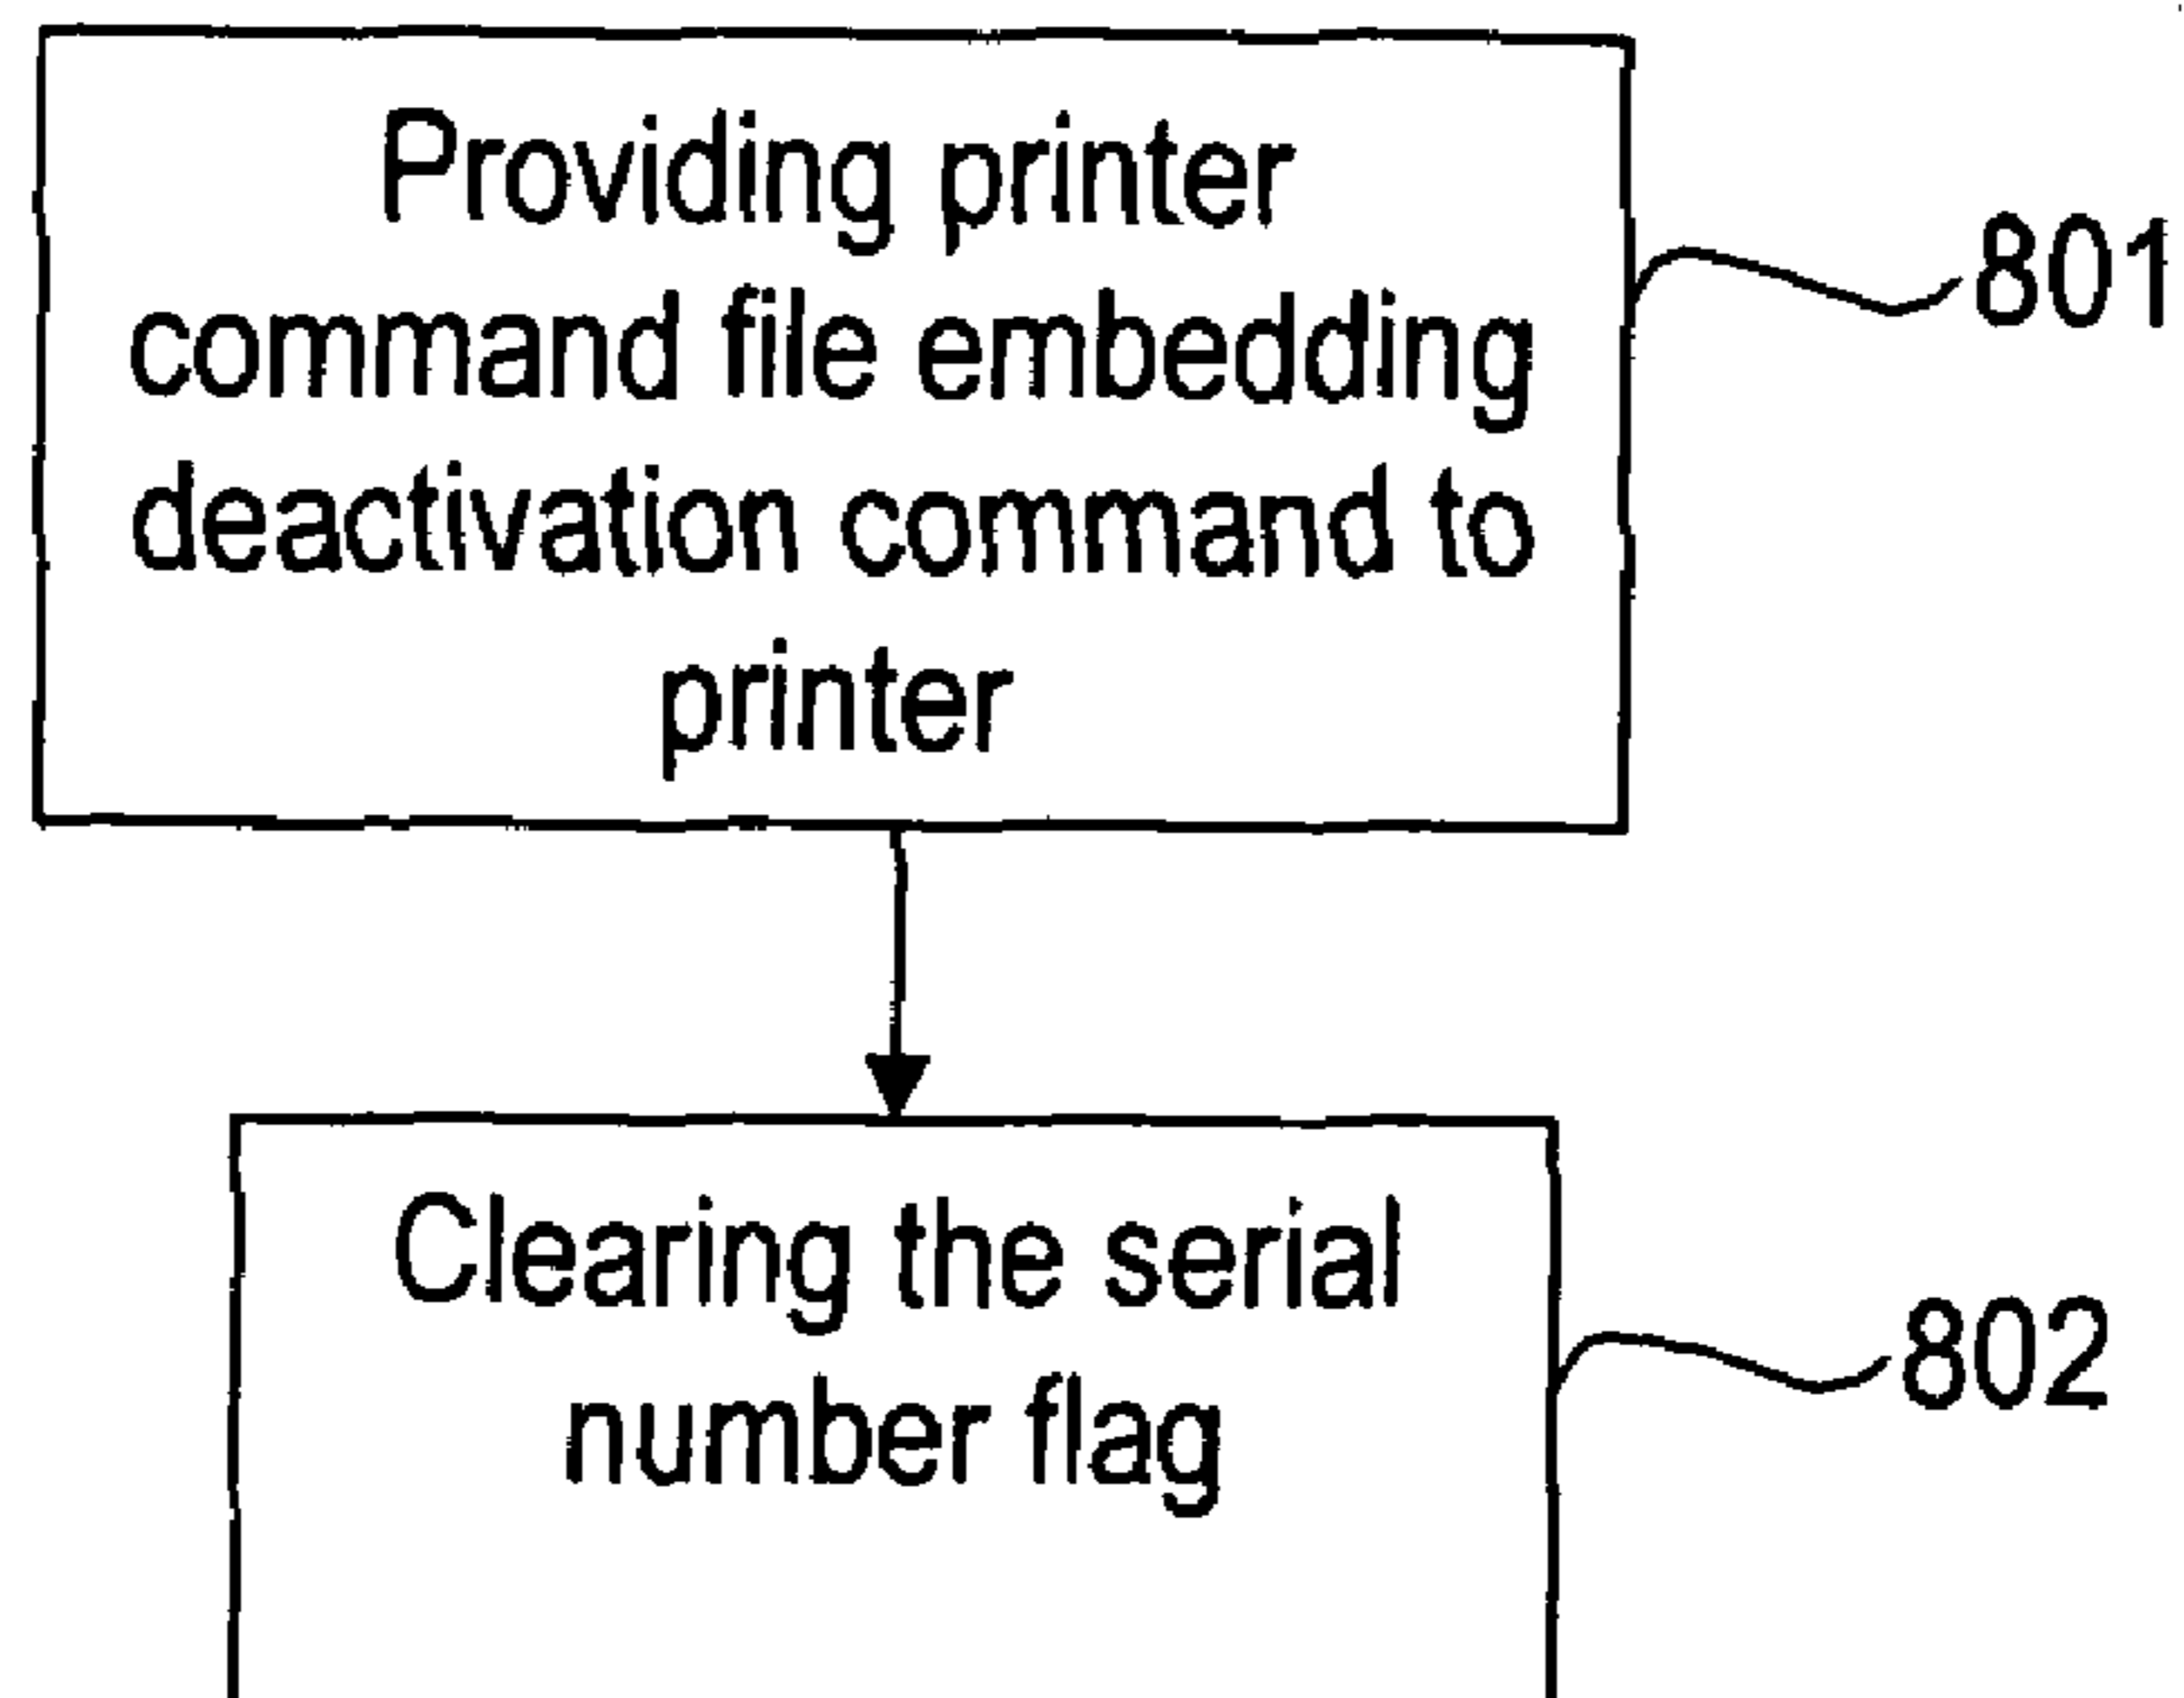 Providing printer
command file embedding
deactivation command to
printer
801
Clearing the serial
number flag
802